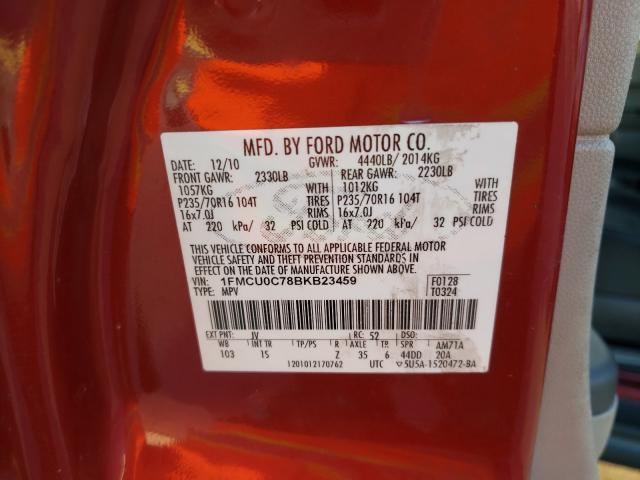 MFD. BY FORD MOTOR CO.
DATE: 12/10 GVWR: 4440LB/ 2014KG
FRONT GAWR: 2330LB REAR GAWR: 2230LB
1057KG WITH 1012KG WITH
P235/70R16 104T TIRES P235/70R16 104T TIRES
16x7.0J RIMS 16x7.0J RIMS
AT 220 kPa/ 32 PSI COLD AT 220 kPa/ 32 PSI COLD
THIS VEHICLE CONFORMS TO ALL APPLICABLE FEDERAL MOTOR
VEHICLE SAFETY AND THEFT PREVENTION STANDARDS IN
EFFECT ON THE DATE OF MANUFACTURE SHOWN ABOVE.
VIN: 1FMCU0C78BKB23459 F0128
TYPE: MPV T0324
EXT PNT: JV RC: 52 DSO:
WB INT TR TP/PS R AXLE TR SPR AM71A
103 1S Z 35 6 44DD 20A
1201012170762 UTC ▽5U5A-1520472-BA